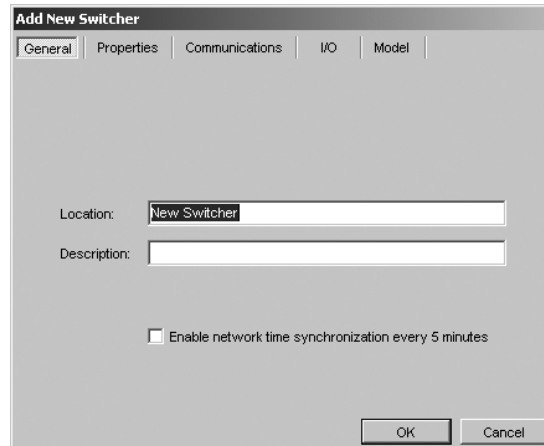 Add New Switcher
General Properties Communications I/O Model
Location: New Switcher
Description:
Enable network time synchronization every 5 minutes
OK Cancel